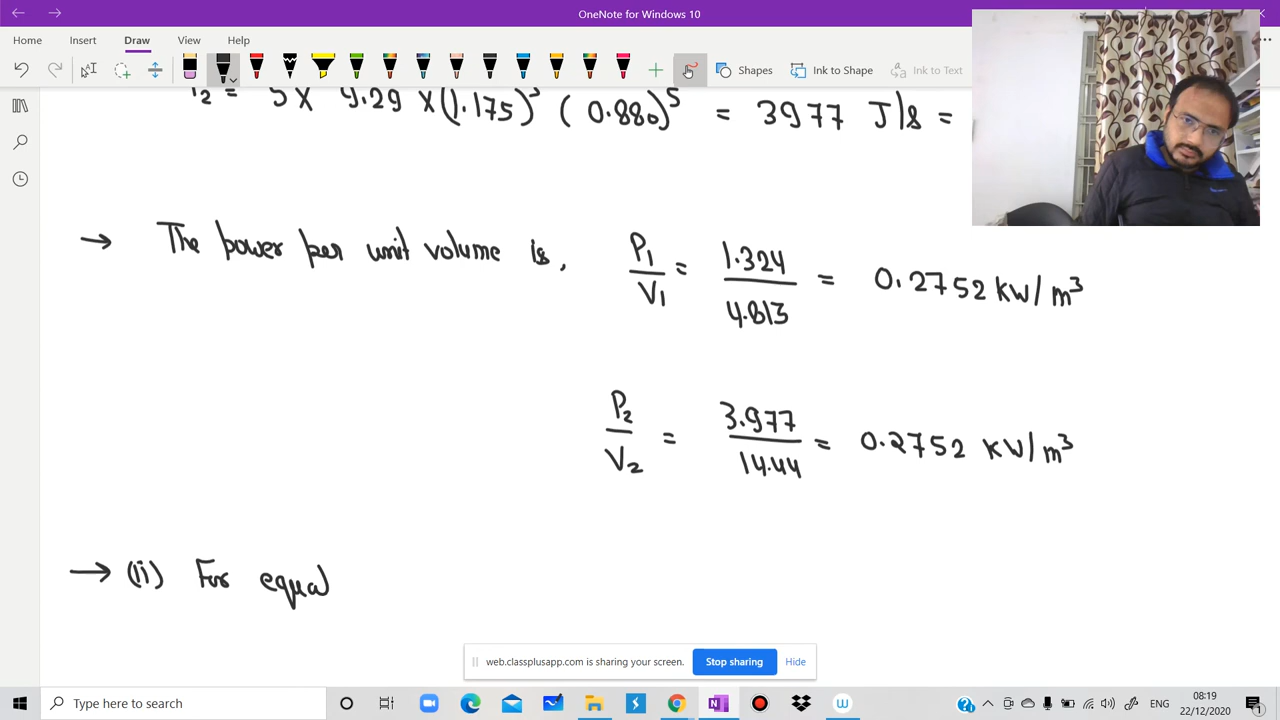 OneNote for Windows 10
Home Insert Draw View Help
Shapes Ink to Shape Ink to Text
= 5 X 9.29 X (1.175)³ (0.880)⁵ = 3977 J/s =
→ The power per unit volume is, P₁/V₁ = 1.324/4.813 = 0.2752 kW/m³
P₂/V₂ = 3.977/14.44 = 0.2752 kW/m³
→ (ii) For equal
web.classplusapp.com is sharing your screen. Stop sharing Hide
Type here to search
ENG
08:19
22/12/2020
1